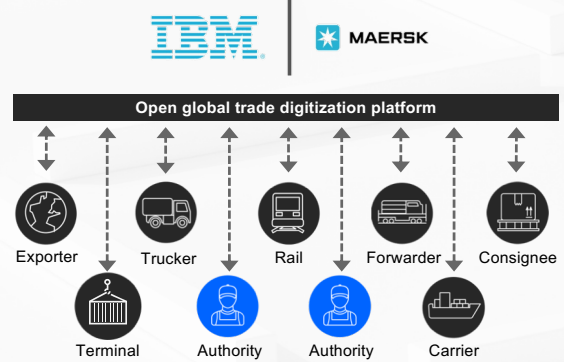 IBM
MAERSK
Open global trade digitization platform
Exporter
Trucker
Rail
Forwarder
Consignee
Terminal
Authority
Authority
Carrier